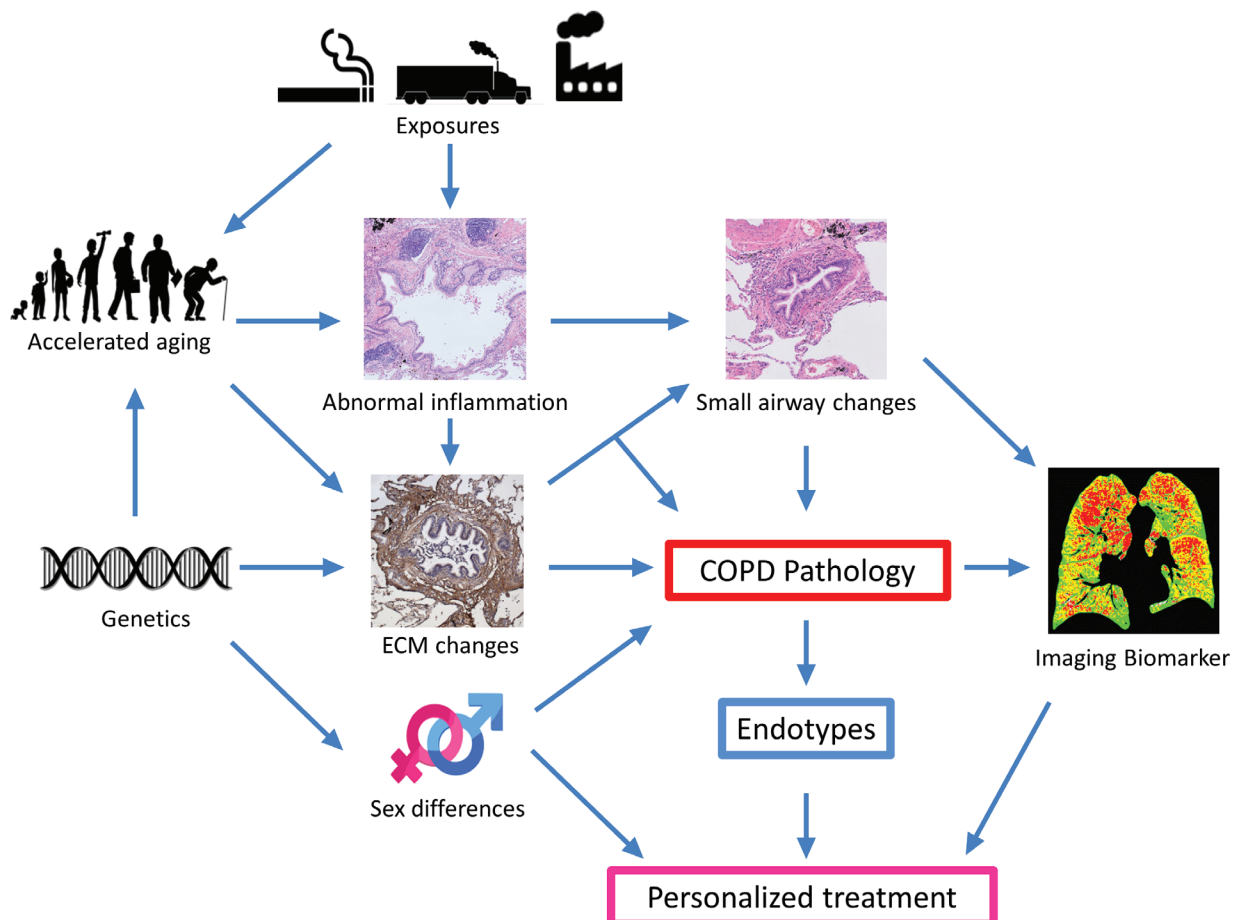 Exposures
Accelerated aging
Abnormal inflammation
Small airway changes
Genetics
ECM changes
COPD Pathology
Imaging Biomarker
Sex differences
Endotypes
Personalized treatment